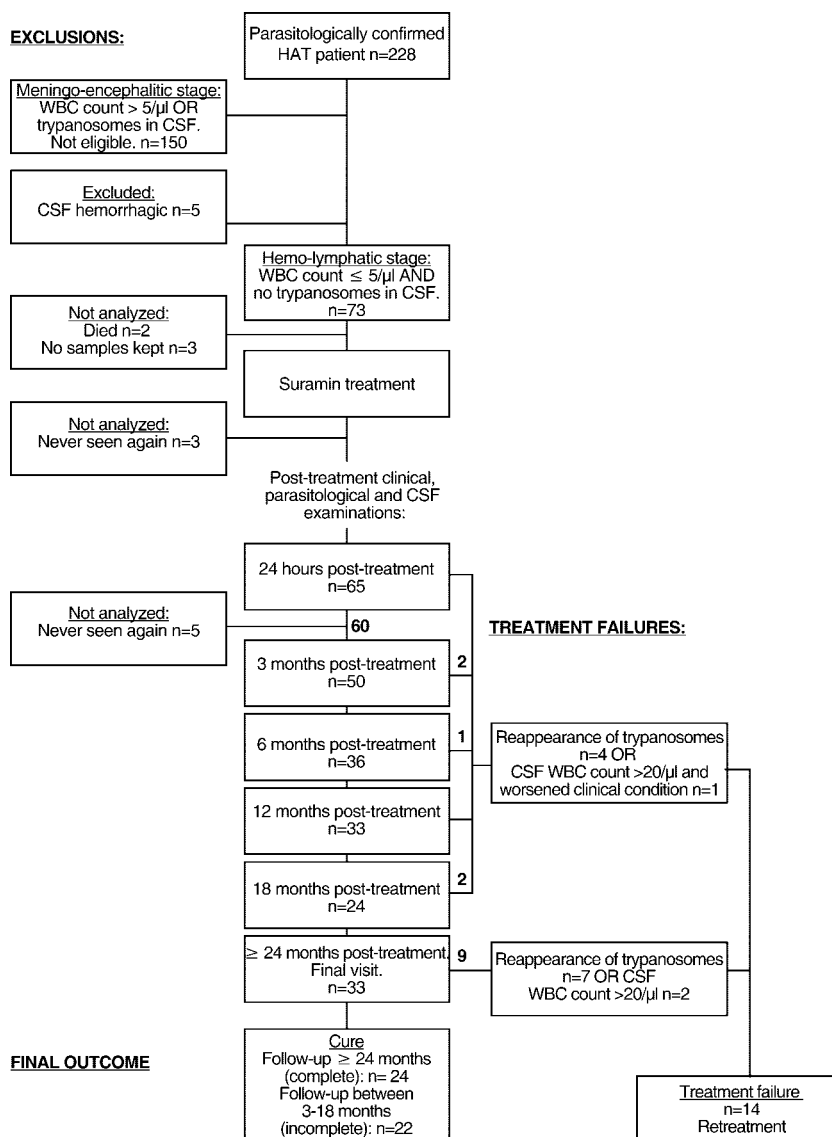 EXCLUSIONS:
Parasitologically confirmed
HAT patient n=228
Meningo-encephalitic stage:
WBC count > 5/µl OR
trypanosomes in CSF.
Not eligible. n=150
Excluded:
CSF hemorrhagic n=5
Hemo-lymphatic stage:
WBC count ≤ 5/µl AND
no trypanosomes in CSF.
n=73
Not analyzed:
Died n=2
No samples kept n=3
Suramin treatment
Not analyzed:
Never seen again n=3
Post-treatment clinical,
parasitological and CSF
examinations:
24 hours post-treatment
n=65
Not analyzed:
Never seen again n=5
60
TREATMENT FAILURES:
3 months post-treatment
n=50
2
6 months post-treatment
n=36
1
Reappearance of trypanosomes
n=4 OR
CSF WBC count >20/µl and
worsened clinical condition n=1
12 months post-treatment
n=33
18 months post-treatment
n=24
2
≥ 24 months post-treatment.
Final visit.
n=33
9
Reappearance of trypanosomes
n=7 OR CSF
WBC count >20/µl n=2
FINAL OUTCOME
Cure
Follow-up ≥ 24 months
(complete): n= 24
Follow-up between
3-18 months
(incomplete): n=22
Treatment failure
n=14
Retreatment